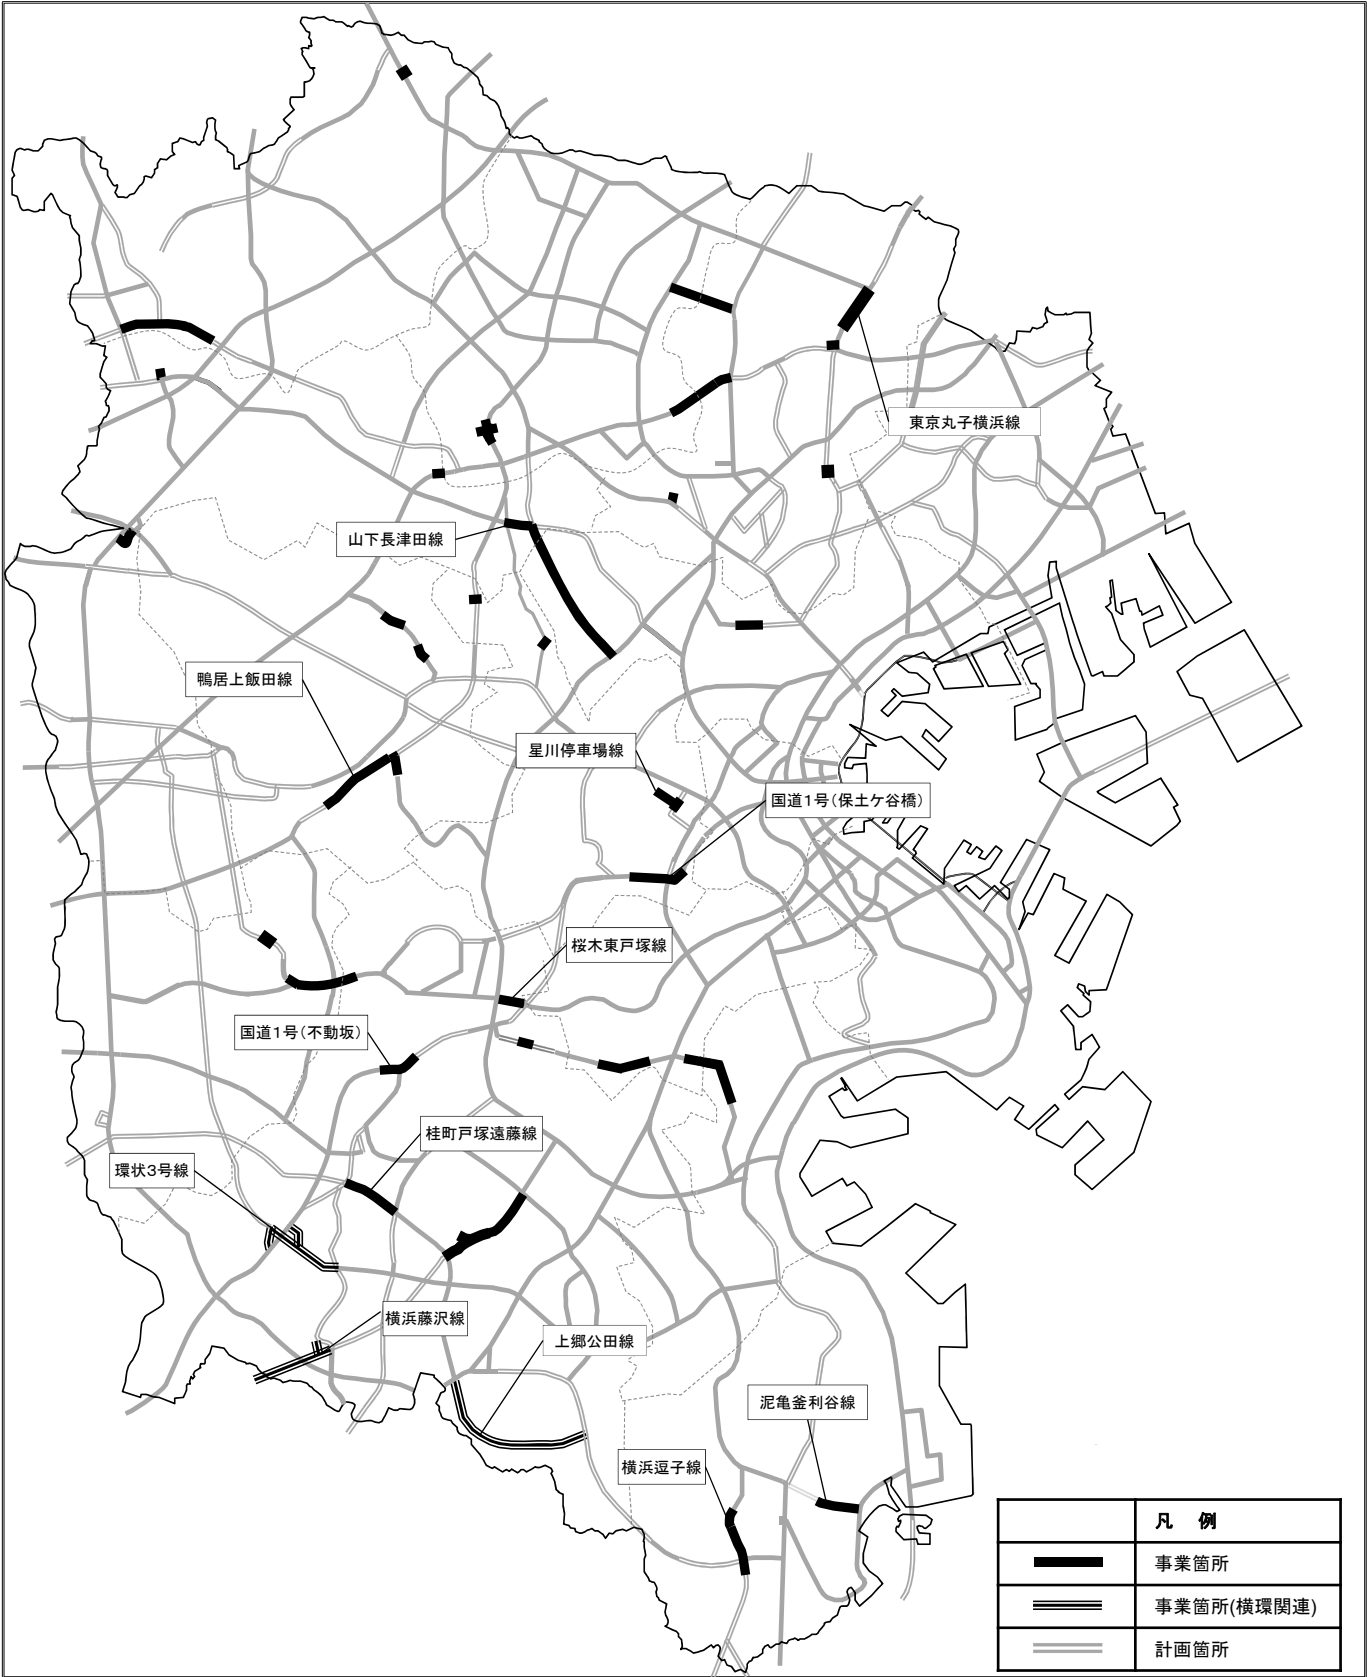 東京丸子横浜線
山下長津田線
鴨居上飯田線
星川停車場線
国道1号(保土ケ谷橋)
桜木東戸塚線
国道1号(不動坂)
桂町戸塚遠藤線
環状3号線
横浜藤沢線
上郷公田線
泥亀釜利谷線
横浜逗子線
凡 例
事業箇所
事業箇所(横環関連)
計画箇所